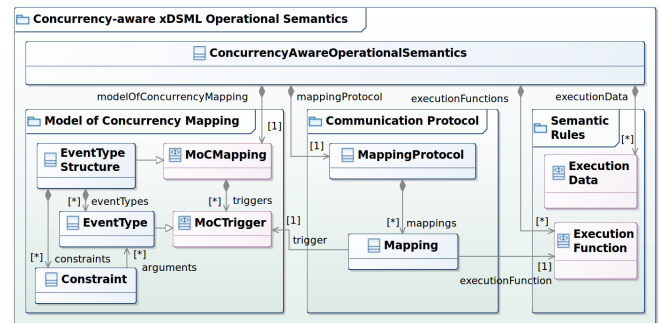 Concurrency-aware xDSML Operational Semantics
ConcurrencyAwareOperationalSemantics
modelOfConcurrencyMapping
mappingProtocol
executionFunctions
executionData
[1]
[1]
[*]
Model of Concurrency Mapping
Communication Protocol
Semantic
Rules
EventType
Structure
MoCMapping
MappingProtocol
Execution
Data
[*]
eventTypes
[*]
triggers
[*]
mappings
[*]
EventType
MoCTrigger
[1]
trigger
Mapping
Execution
Function
[*]
constraints
[*]
arguments
[1]
executionFunction
Constraint